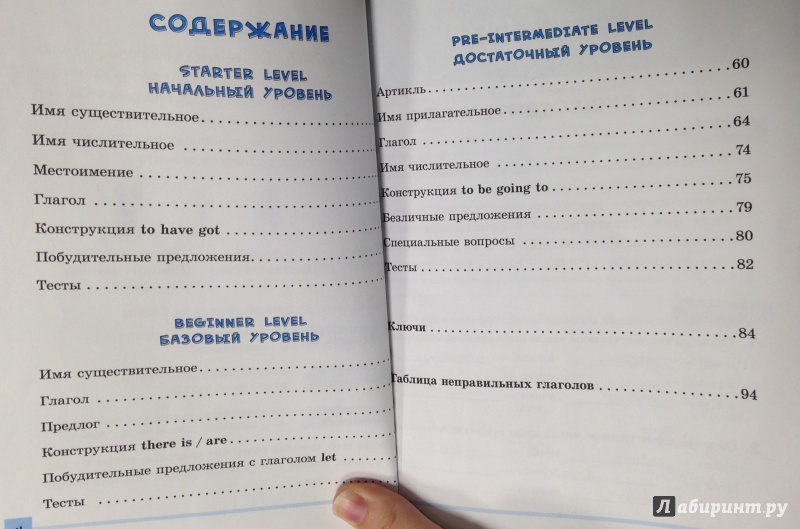 СОДЕРЖАНИЕ
STARTER LEVEL
НАЧАЛЬНЫЙ УРОВЕНЬ
Имя существительное
Имя числительное
Местоимение
Глагол
Конструкция to have got
Побудительные предложения
Тесты
BEGINNER LEVEL
БАЗОВЫЙ УРОВЕНЬ
Имя существительное
Глагол
Предлог
Конструкция there is / are
Побудительные предложения с глаголом let
Тесты
PRE-INTERMEDIATE LEVEL
ДОСТАТОЧНЫЙ УРОВЕНЬ
Артикль 60
Имя прилагательное 61
Глагол 64
Имя числительное 74
Конструкция to be going to 75
Безличные предложения 79
Специальные вопросы 80
Тесты 82
Ключи 84
Таблица неправильных глаголов 94
Лабиринт.ру